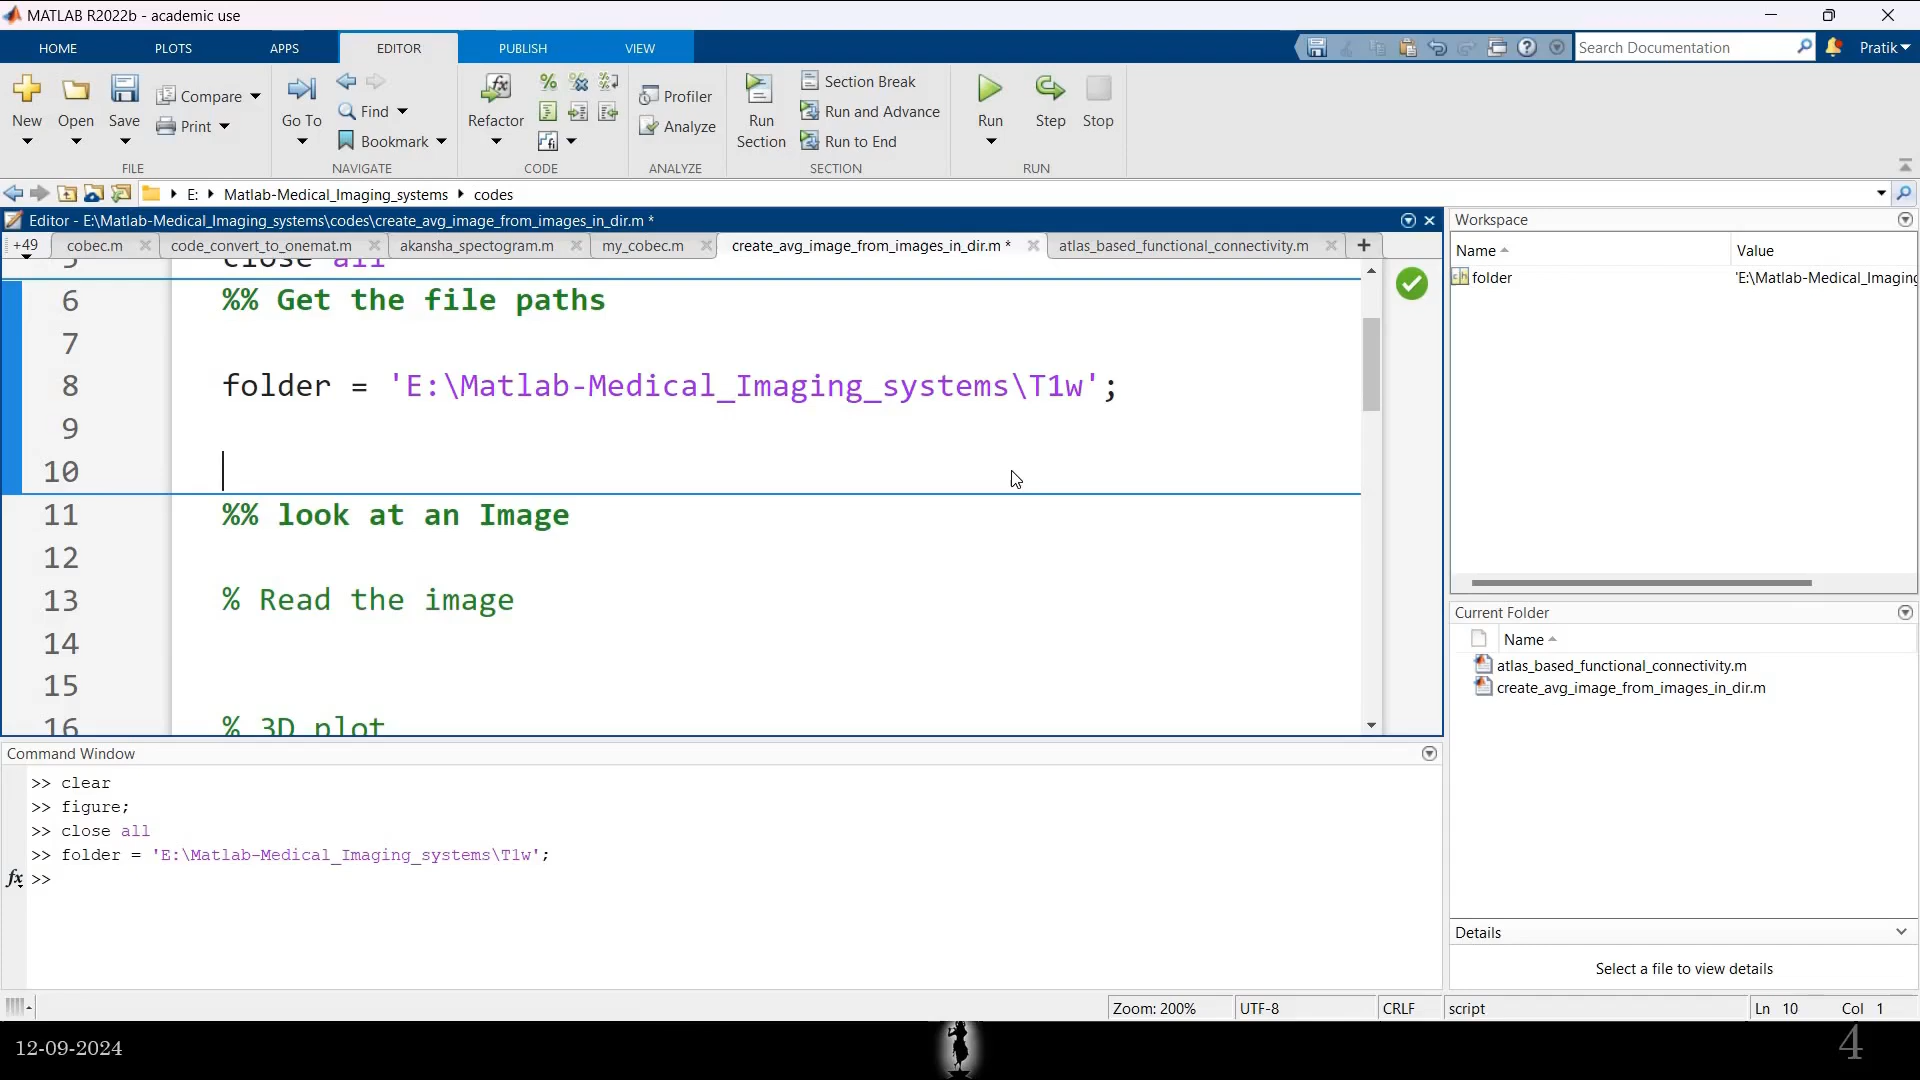 MATLAB R2022b - academic use
HOME PLOTS APPS EDITOR PUBLISH VIEW Search Documentation Pratik
New Open Save Compare Print FILE
Go To Find Bookmark NAVIGATE
Refactor CODE
Profiler Analyze ANALYZE
Run Section Section Break Run and Advance Run to End SECTION
Run Step Stop RUN
E: Matlab-Medical_Imaging_systems codes
Editor - E:\Matlab-Medical_Imaging_systems\codes\create_avg_image_from_images_in_dir.m *
+49 cobec.m code_convert_to_onemat.m akansha_spectogram.m my_cobec.m create_avg_image_from_images_in_dir.m * atlas_based_functional_connectivity.m
5 close all
6 %% Get the file paths
7
8 folder = 'E:\Matlab-Medical_Imaging_systems\T1w';
9
10
11 %% look at an Image
12
13 % Read the image
14
15
16 % 3D plot
Command Window
>> clear
>> figure;
>> close all
>> folder = 'E:\Matlab-Medical_Imaging_systems\T1w';
fx >>
Workspace
Name Value
folder 'E:\Matlab-Medical_Imaging
Current Folder
Name
atlas_based_functional_connectivity.m
create_avg_image_from_images_in_dir.m
Details
Select a file to view details
Zoom: 200% UTF-8 CRLF script Ln 10 Col 1
12-09-2024 4